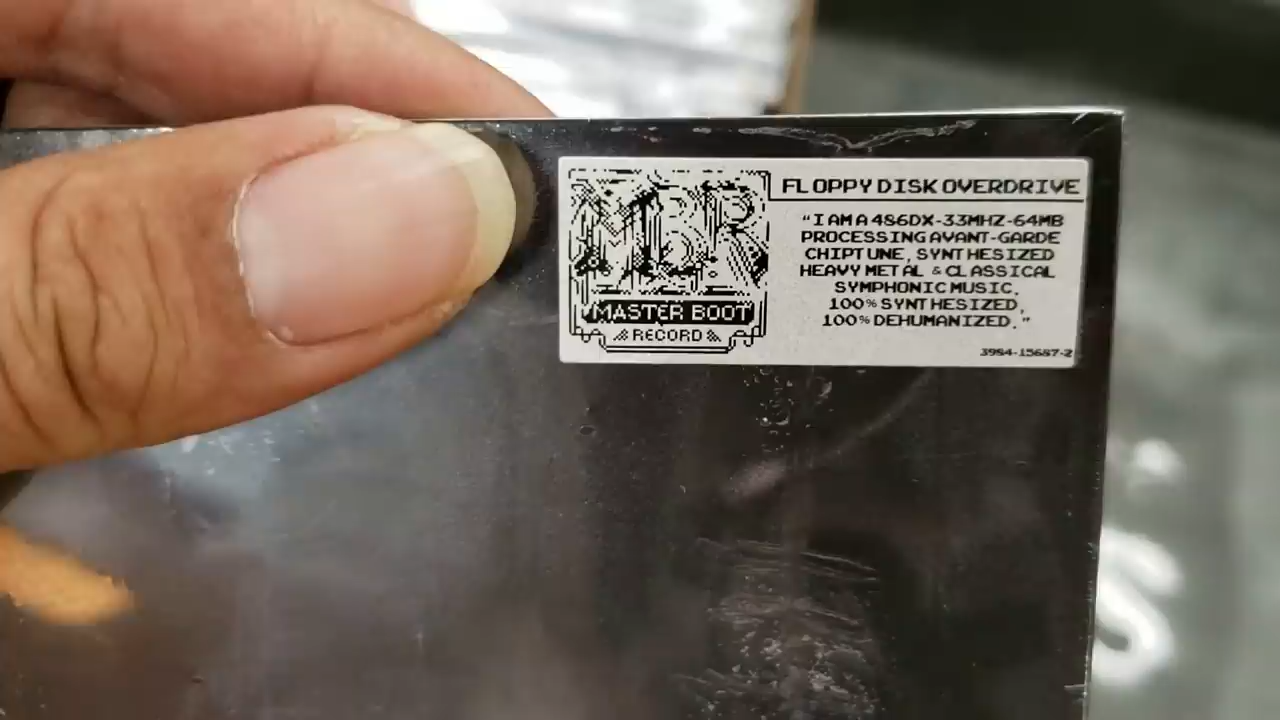 MBR
MASTER BOOT
RECORD
FLOPPY DISK OVERDRIVE
"I AM A 486DX-33MHZ-64MB
PROCESSING AVANT-GARDE
CHIPTUNE, SYNTHESIZED
HEAVY METAL & CLASSICAL
SYMPHONIC MUSIC.
100% SYNTHESIZED,
100% DEHUMANIZED."
3984-15687-2
S